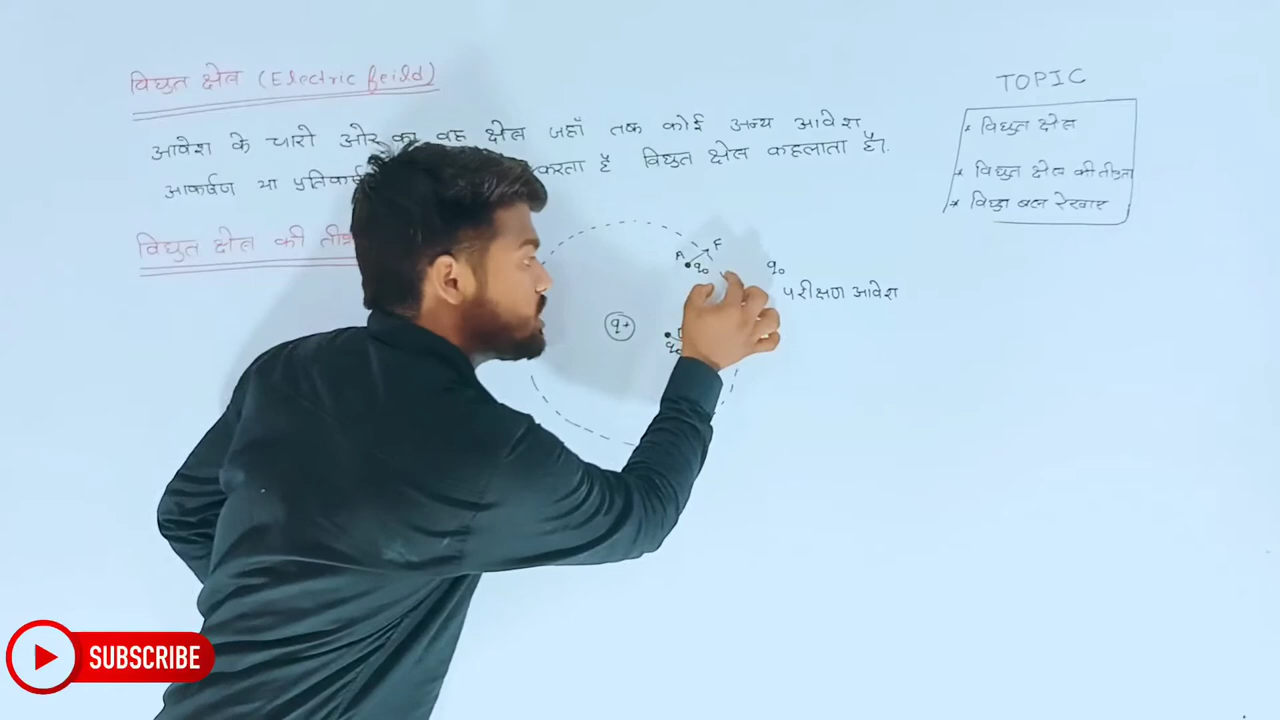 विद्युत क्षेत्र (Electric feild)
आवेश के चारो ओर का वह क्षेत्र जहाँ तक कोई अन्य आवेश
आकर्षण या करता है विद्युत क्षेत्र कहलाता है।
विद्युत क्षेत्र की
A F
q₀
q+
q₀
q₀
परीक्षण आवेश
TOPIC
* विद्युत क्षेत्र
* विद्युत क्षेत्र की तीव्रता
* विद्युत बल रेखाएं
SUBSCRIBE